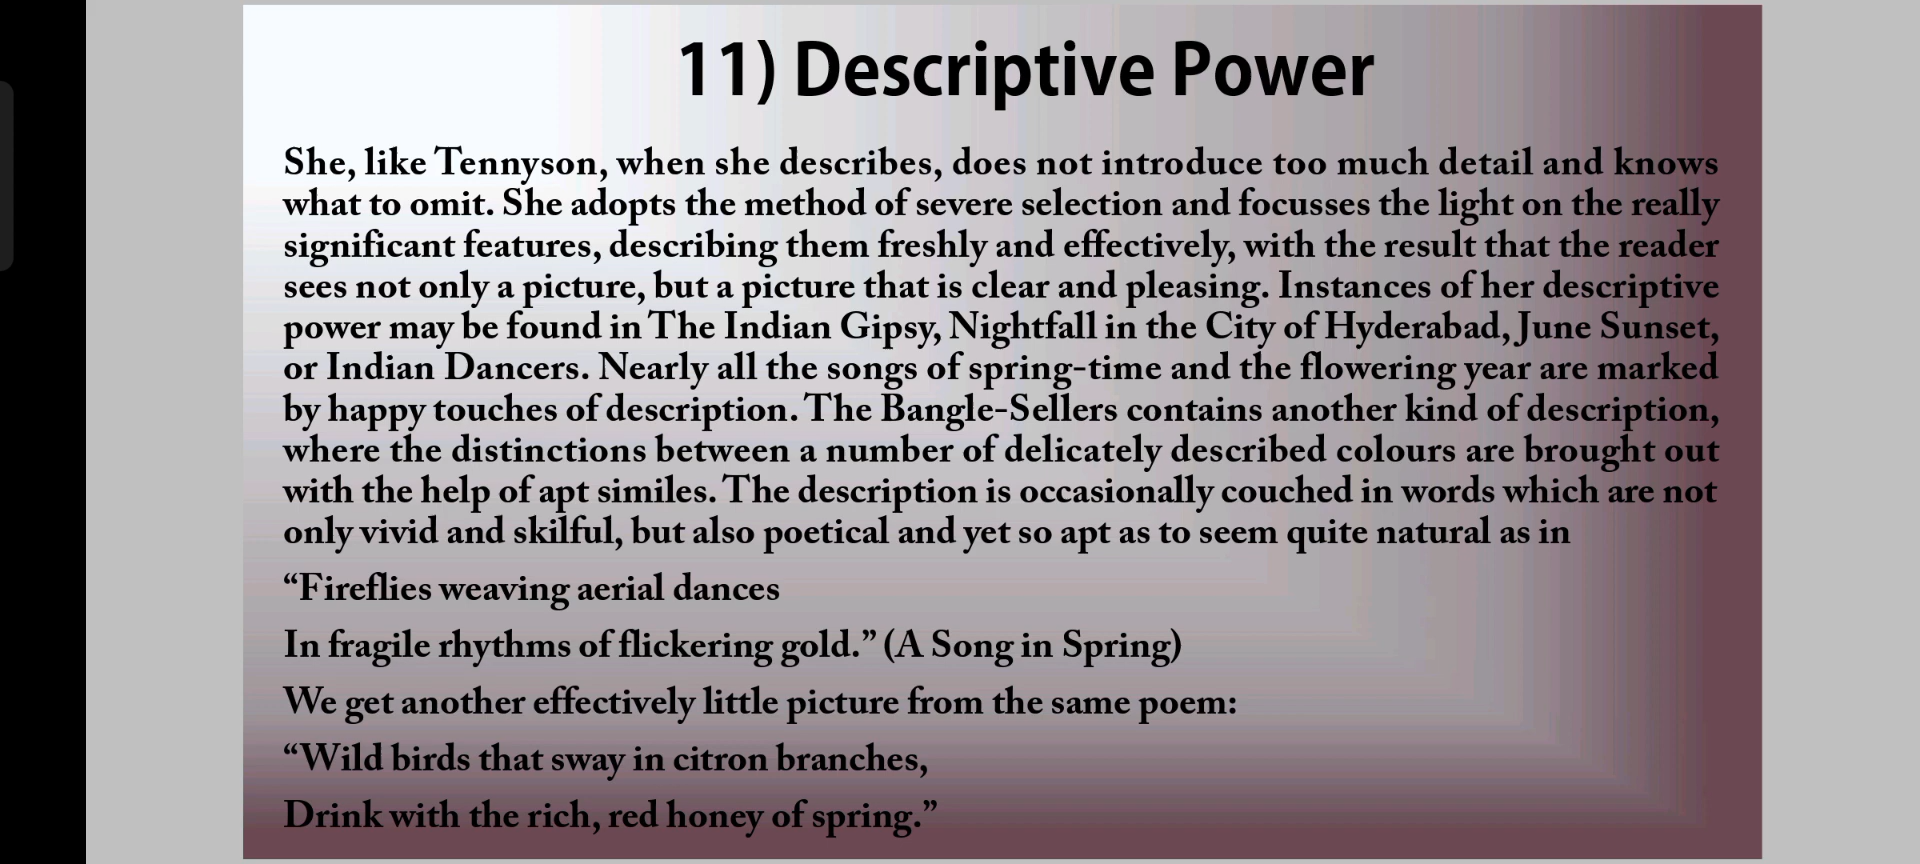 11) Descriptive Power
She, like Tennyson, when she describes, does not introduce too much detail and knows
what to omit. She adopts the method of severe selection and focusses the light on the really
significant features, describing them freshly and effectively, with the result that the reader
sees not only a picture, but a picture that is clear and pleasing. Instances of her descriptive
power may be found in The Indian Gipsy, Nightfall in the City of Hyderabad, June Sunset,
or Indian Dancers. Nearly all the songs of spring-time and the flowering year are marked
by happy touches of description. The Bangle-Sellers contains another kind of description,
where the distinctions between a number of delicately described colours are brought out
with the help of apt similes. The description is occasionally couched in words which are not
only vivid and skilful, but also poetical and yet so apt as to seem quite natural as in
“Fireflies weaving aerial dances
In fragile rhythms of flickering gold.” (A Song in Spring)
We get another effectively little picture from the same poem:
“Wild birds that sway in citron branches,
Drink with the rich, red honey of spring.”